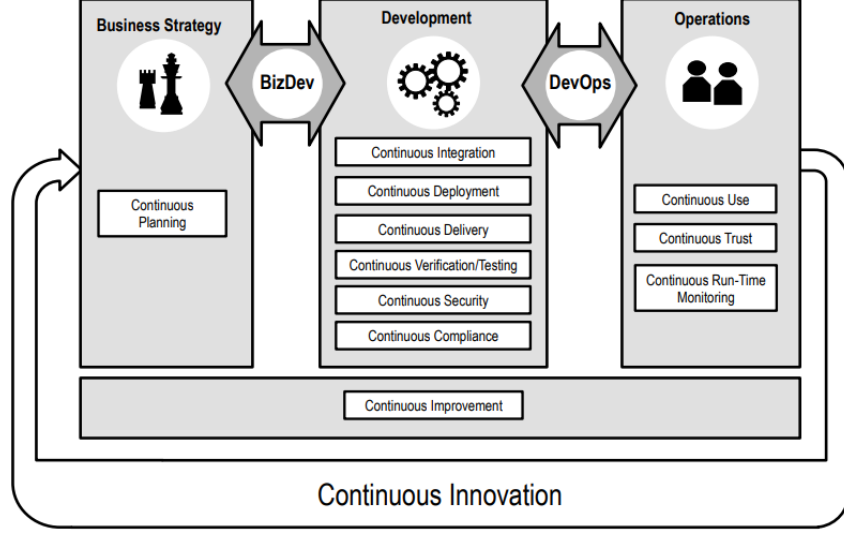 Business Strategy
BizDev
Development
DevOps
Operations
Continuous
Planning
Continuous Integration
Continuous Deployment
Continuous Delivery
Continuous Verification/Testing
Continuous Security
Continuous Compliance
Continuous Use
Continuous Trust
Continuous Run-Time
Monitoring
Continuous Improvement
Continuous Innovation